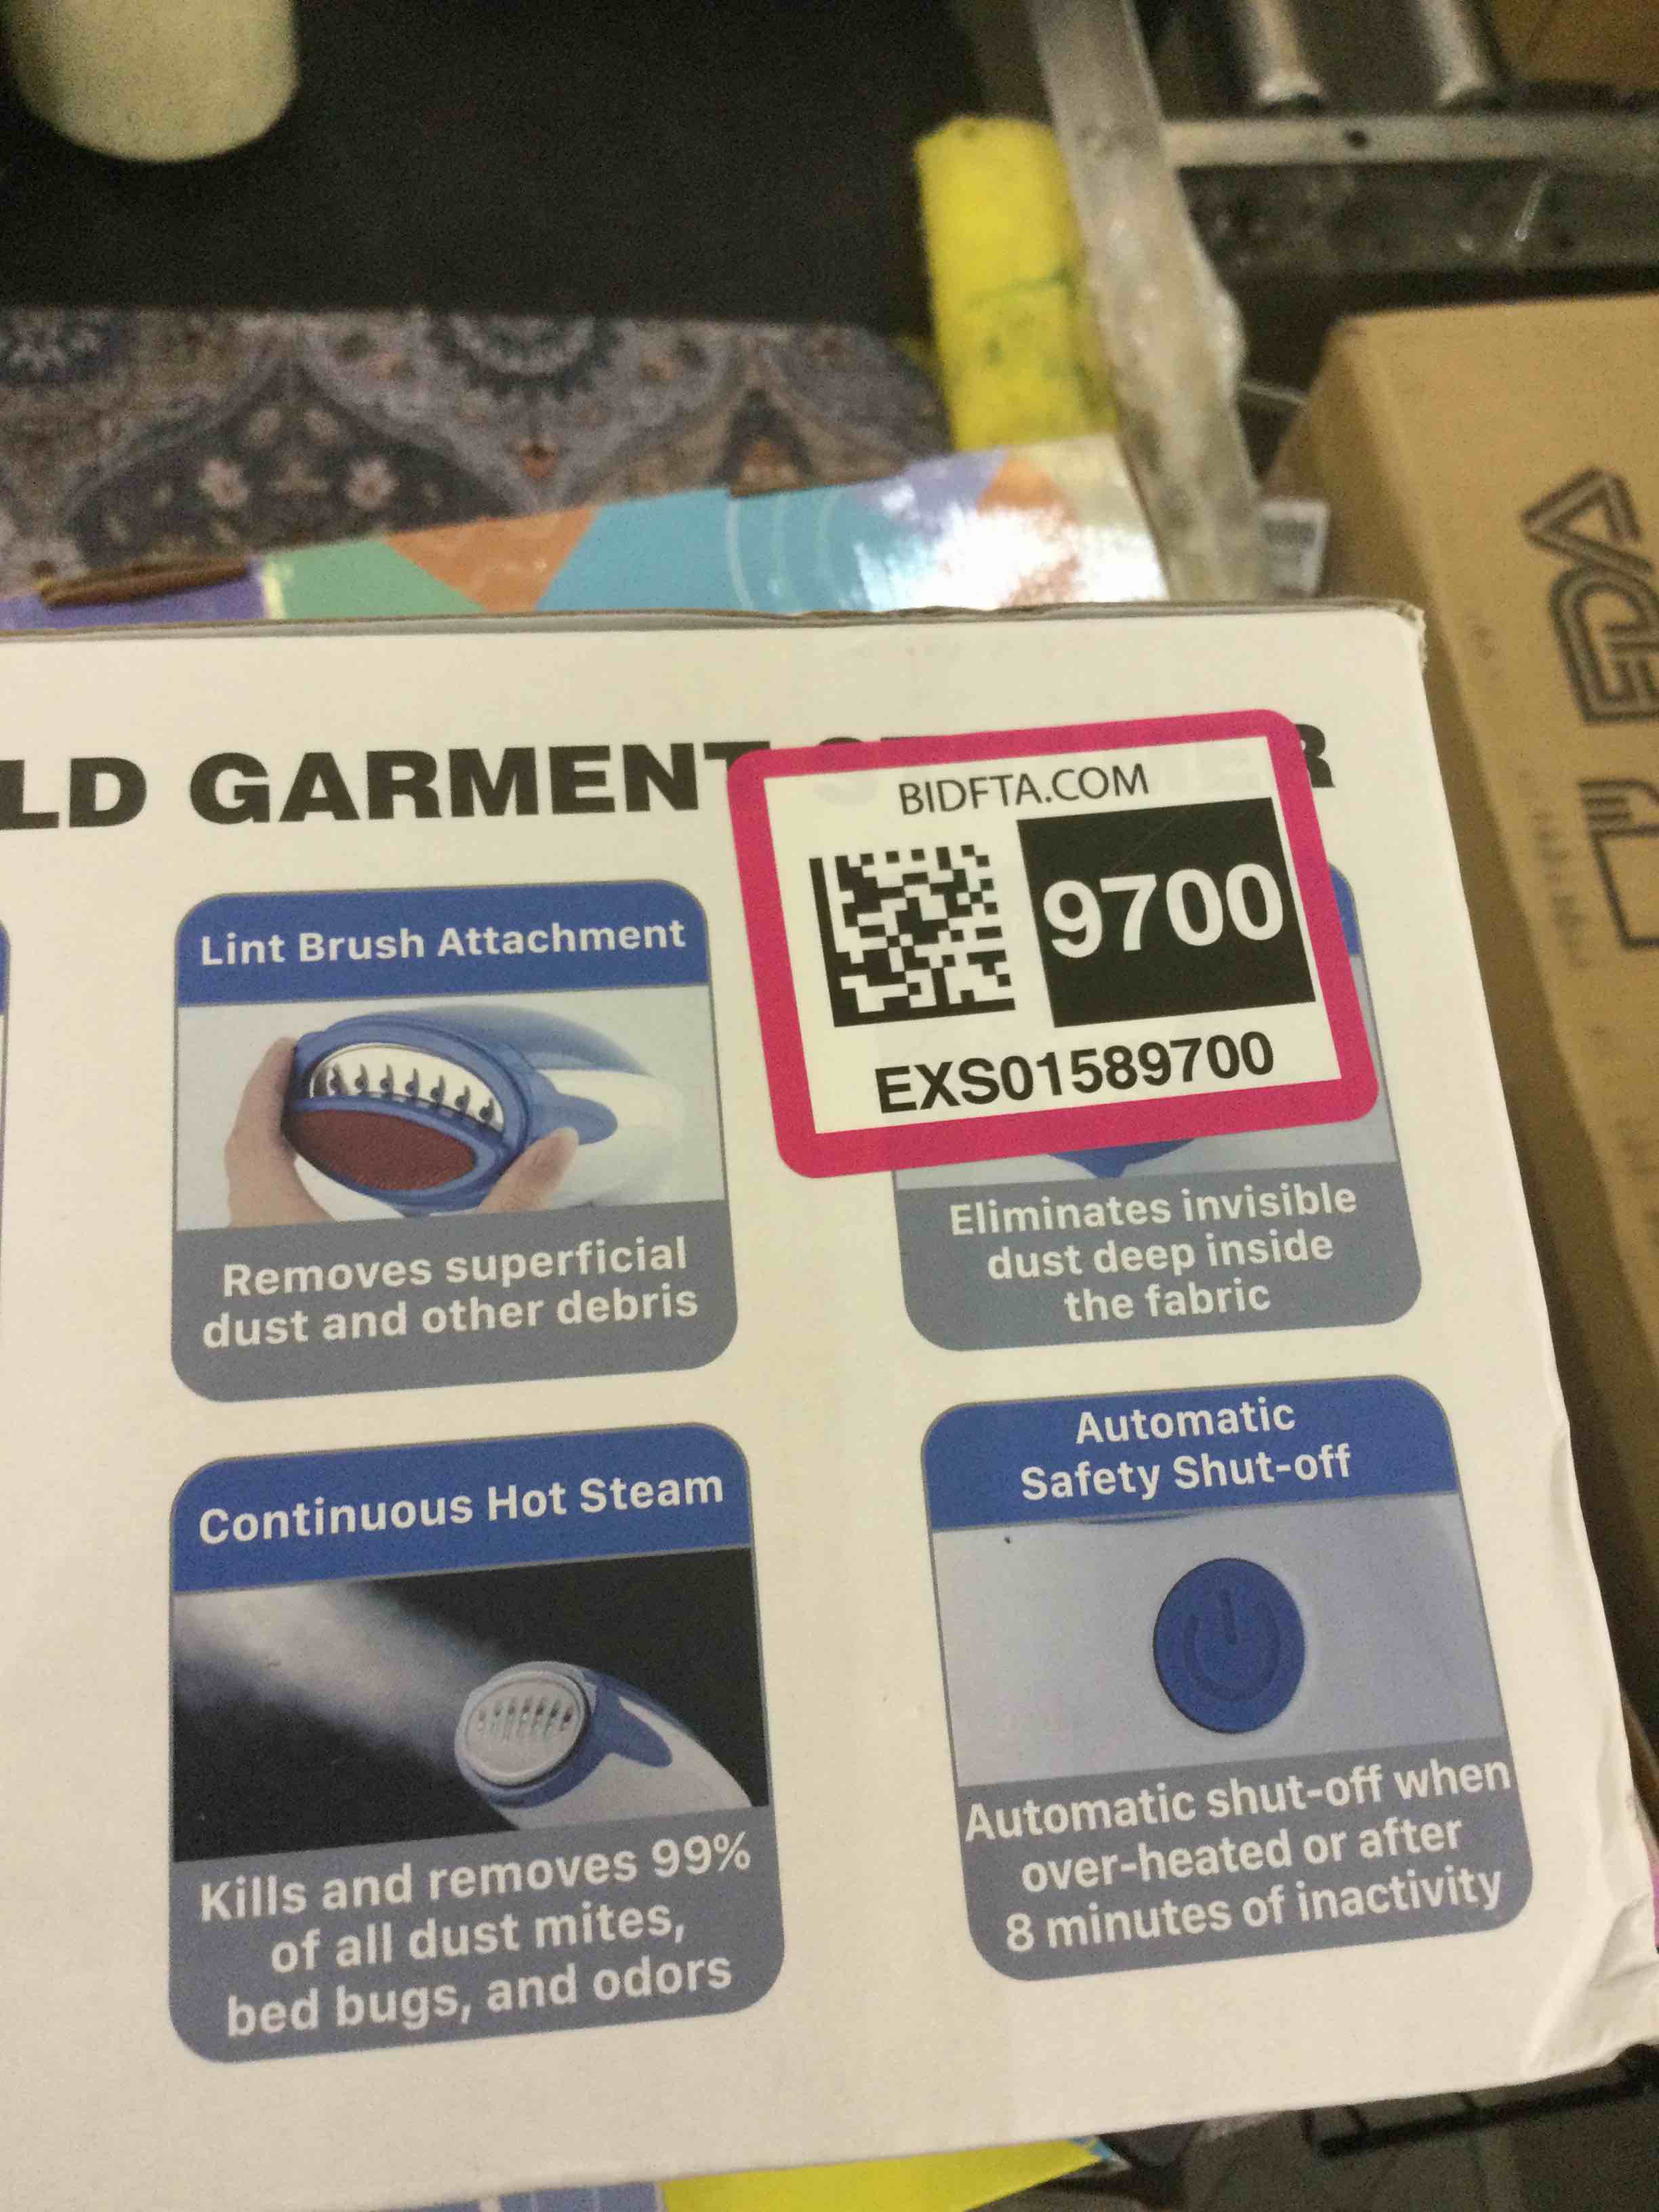 LD GARMENT
BIDFTA.COM
9700
EXS01589700
Lint Brush Attachment
Removes superficial
dust and other debris
Eliminates invisible
dust deep inside
the fabric
Continuous Hot Steam
Kills and removes 99%
of all dust mites,
bed bugs, and odors
Automatic
Safety Shut-off
Automatic shut-off when
over-heated or after
8 minutes of inactivity